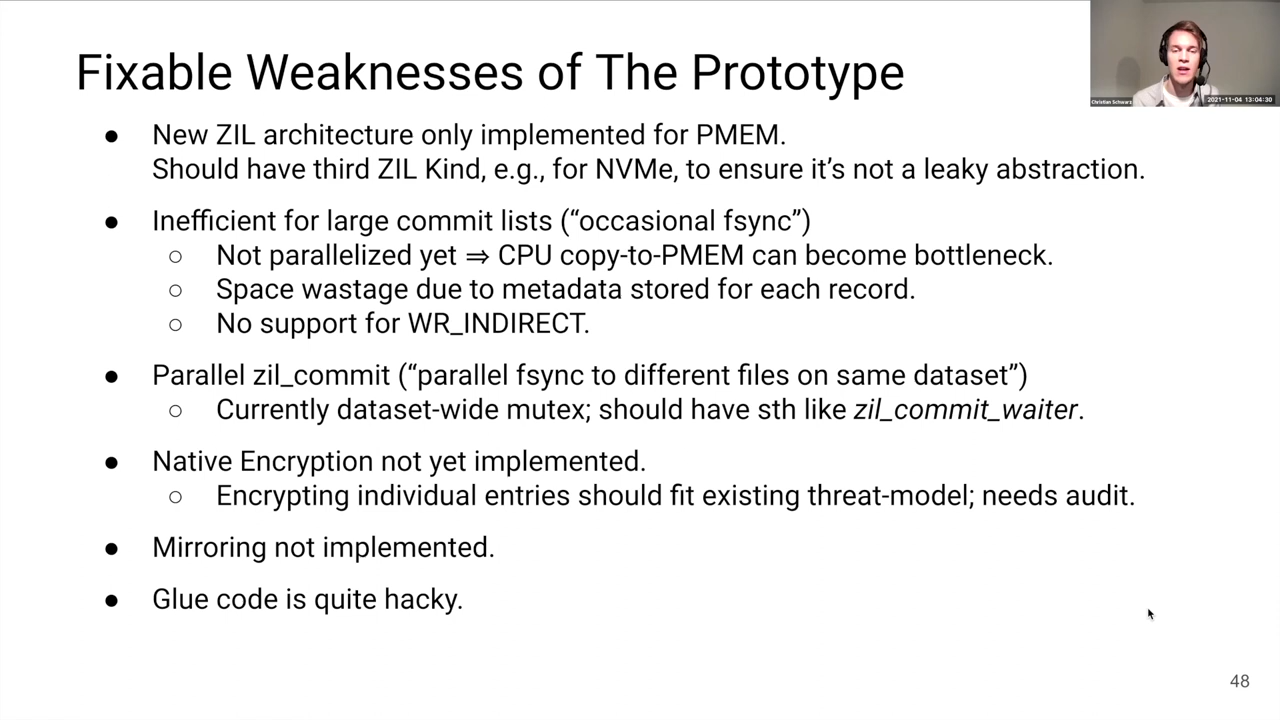 Fixable Weaknesses of The Prototype
Christian Schwarz
2021-11-04 13:04:30
● New ZIL architecture only implemented for PMEM.
Should have third ZIL Kind, e.g., for NVMe, to ensure it’s not a leaky abstraction.
● Inefficient for large commit lists (“occasional fsync”)
○ Not parallelized yet ⇒ CPU copy-to-PMEM can become bottleneck.
○ Space wastage due to metadata stored for each record.
○ No support for WR_INDIRECT.
● Parallel zil_commit (“parallel fsync to different files on same dataset”)
○ Currently dataset-wide mutex; should have sth like zil_commit_waiter.
● Native Encryption not yet implemented.
○ Encrypting individual entries should fit existing threat-model; needs audit.
● Mirroring not implemented.
● Glue code is quite hacky.
48